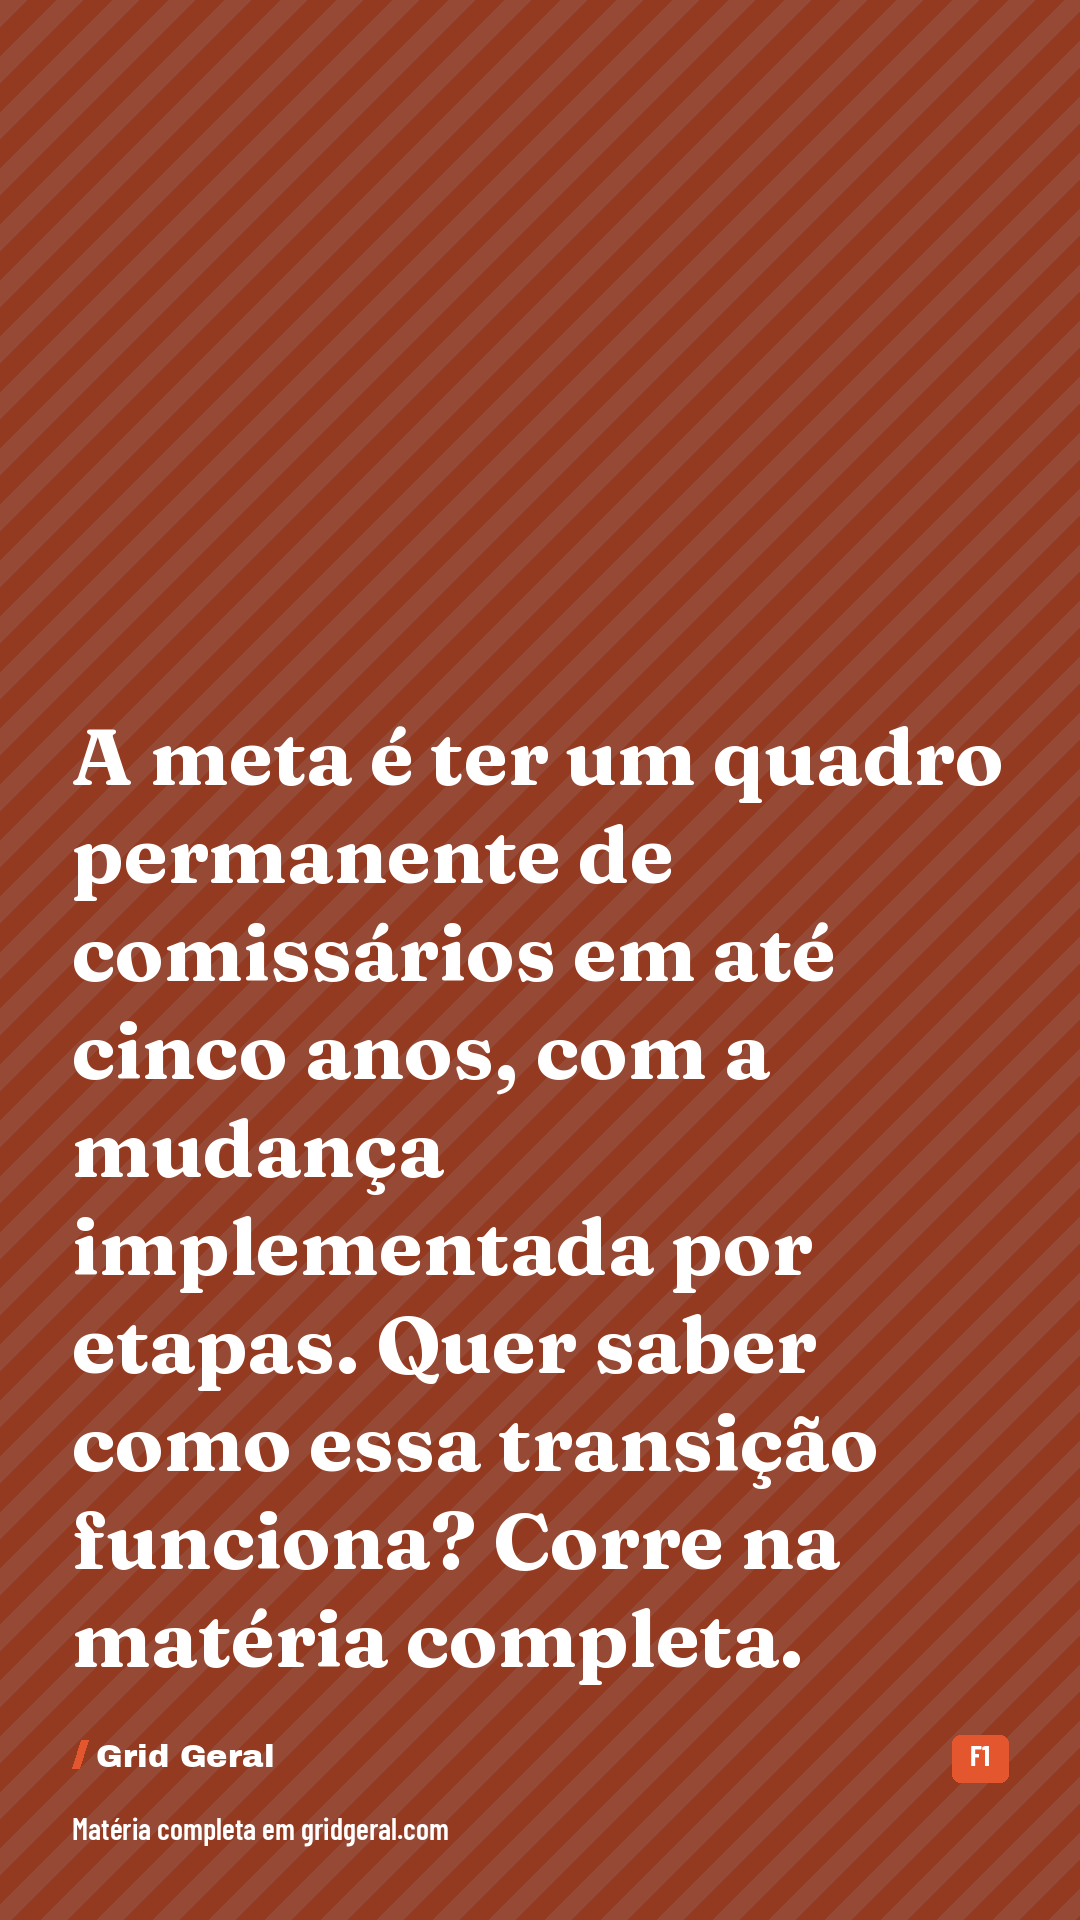 A meta é ter um quadro
permanente de
comissários em até
cinco anos, com a
mudança
implementada por
etapas. Quer saber
como essa transição
funciona? Corre na
matéria completa.
/ Grid Geral
F1
Matéria completa em gridgeral.com